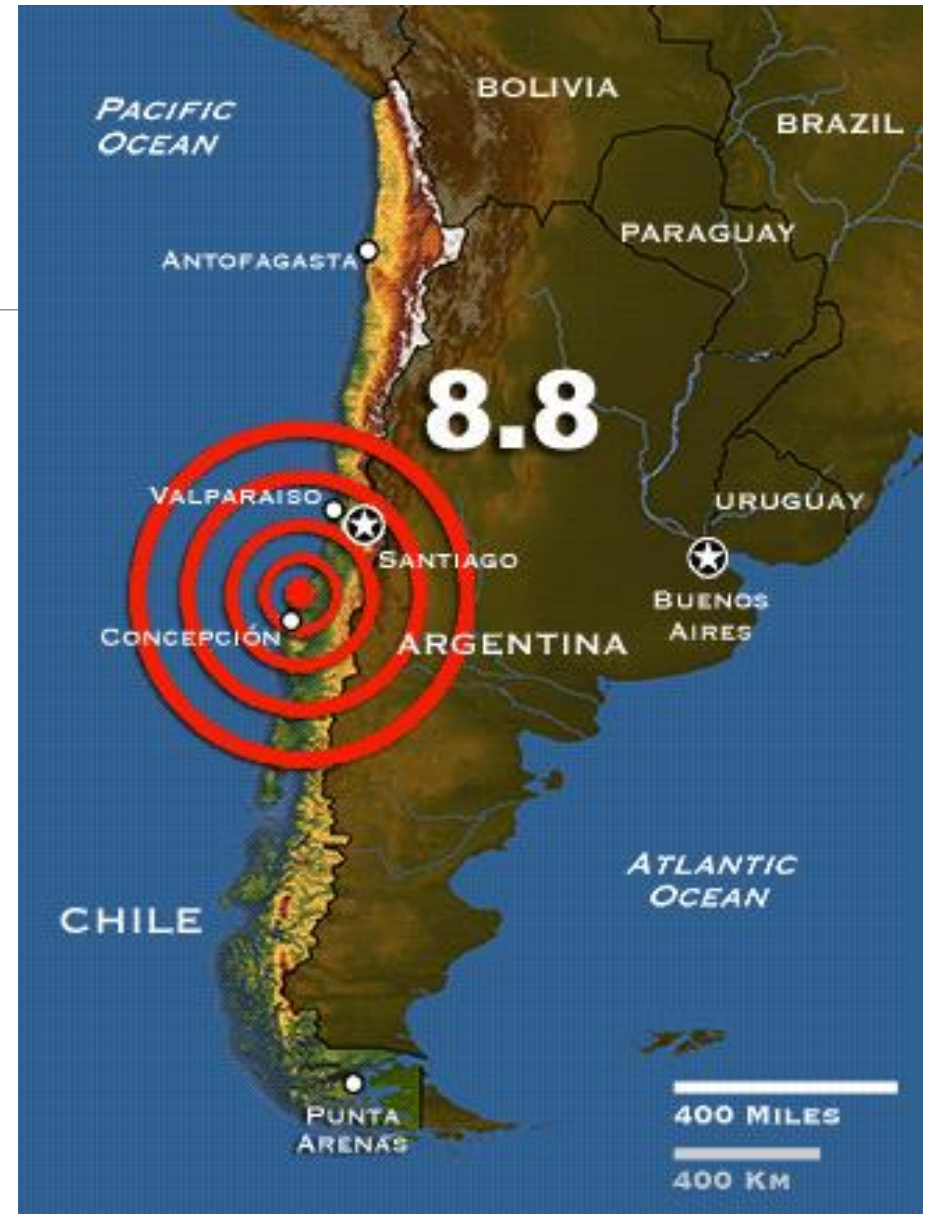 BOLIVIA
PACIFIC
OCEAN
BRAZIL
PARAGUAY
ANTOFAGASTA
8.8
VALPARAISO
URUGUAY
SANTIAGO
BUENOS
AIRES
CONCEPCIÓN
ARGENTINA
ATLANTIC
OCEAN
CHILE
PUNTA
ARENAS
400 MILES
400 KM